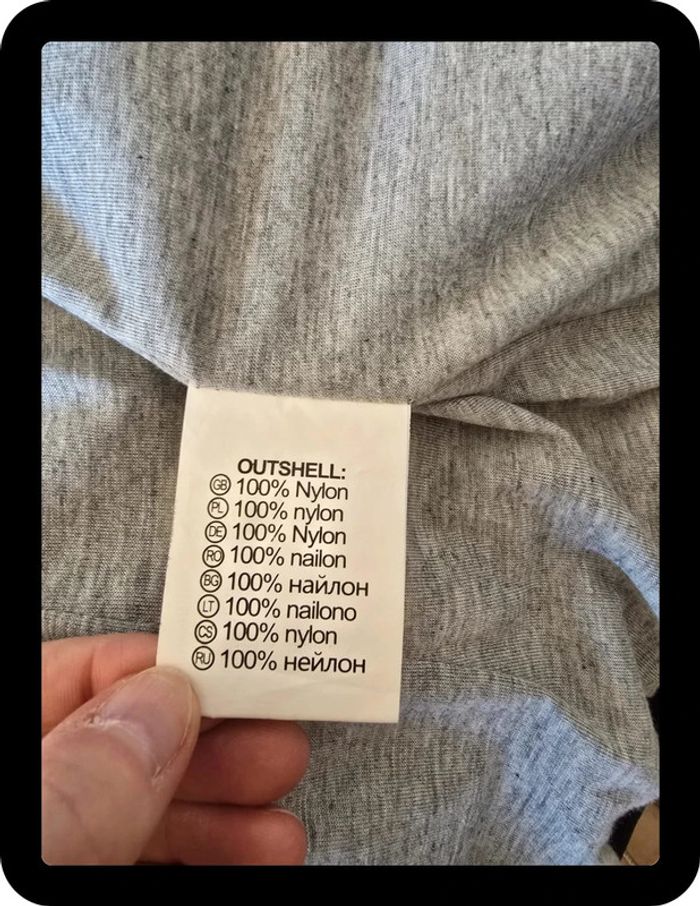 OUTSHELL:
GB 100% Nylon
PL 100% nylon
DE 100% Nylon
RO 100% nailon
BG 100% найлон
LT 100% nailono
CS 100% nylon
RU 100% нейлон